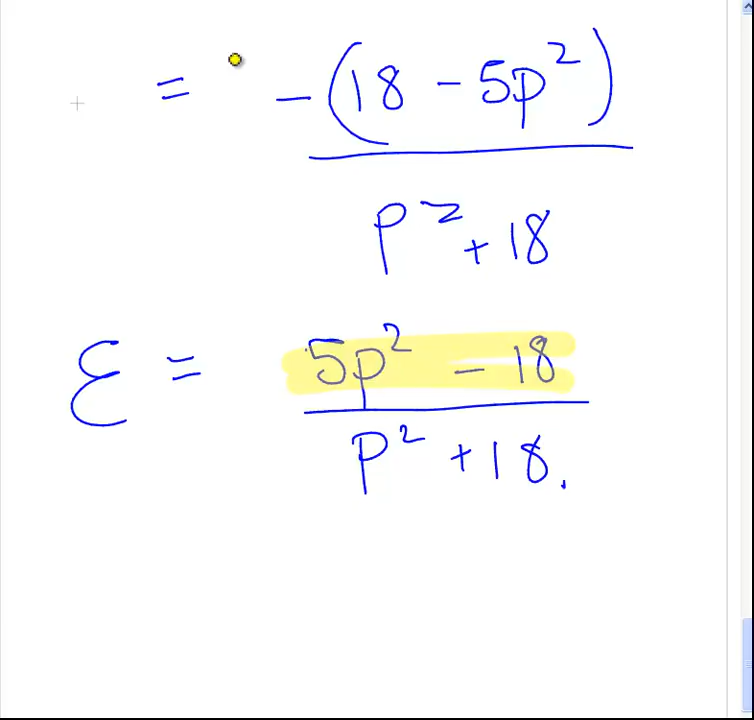 = -(18 - 5p²)
p² + 18
Ɛ = 5p² - 18
p² + 18.